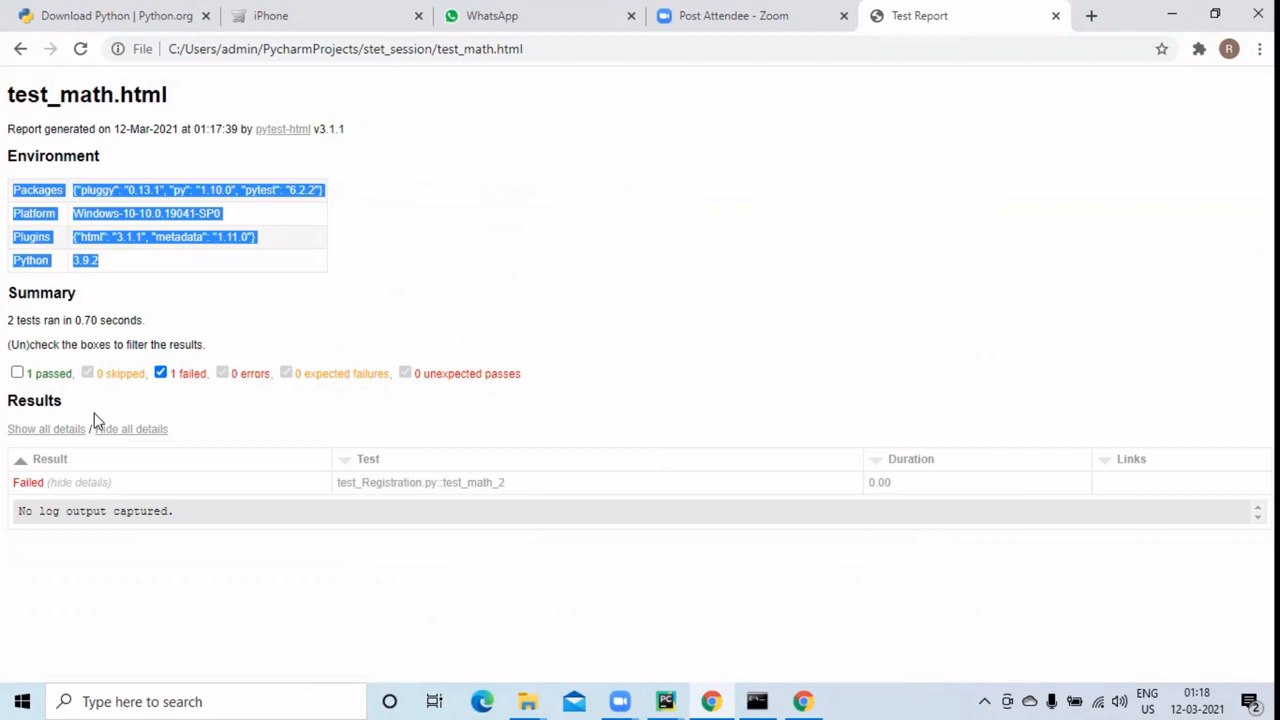 Download Python | Python.org
iPhone
WhatsApp
Post Attendee - Zoom
Test Report
File C:/Users/admin/PycharmProjects/stet_session/test_math.html
R
test_math.html
Report generated on 12-Mar-2021 at 01:17:39 by pytest-html v3.1.1
Environment
Packages {"pluggy": "0.13.1", "py": "1.10.0", "pytest": "6.2.2"}
Platform Windows-10-10.0.19041-SP0
Plugins {"html": "3.1.1", "metadata": "1.11.0"}
Python 3.9.2
Summary
2 tests ran in 0.70 seconds.
(Un)check the boxes to filter the results.
1 passed, 0 skipped, 1 failed, 0 errors, 0 expected failures, 0 unexpected passes
Results
Show all details / Hide all details
Result Test Duration Links
Failed (hide details) test_Registration.py::test_math_2 0.00
No log output captured.
Type here to search
PC
ENG
US
01:18
12-03-2021
2